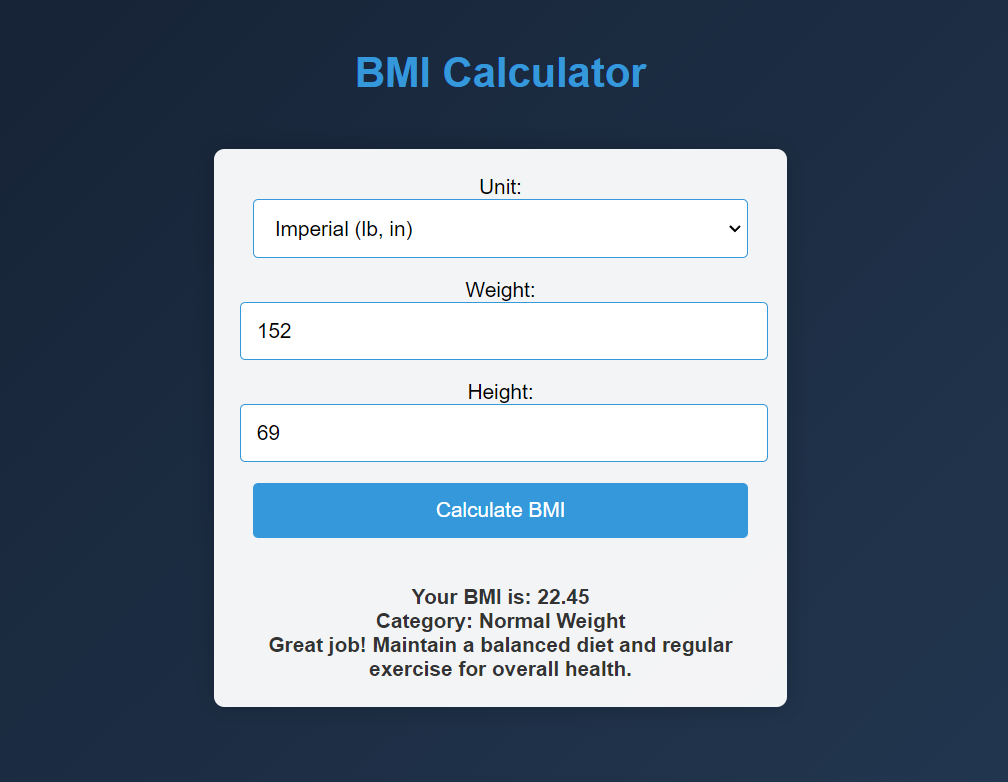 BMI Calculator
Unit:
Imperial (lb, in)
Weight:
152
Height:
69
Calculate BMI
Your BMI is: 22.45
Category: Normal Weight
Great job! Maintain a balanced diet and regular
exercise for overall health.